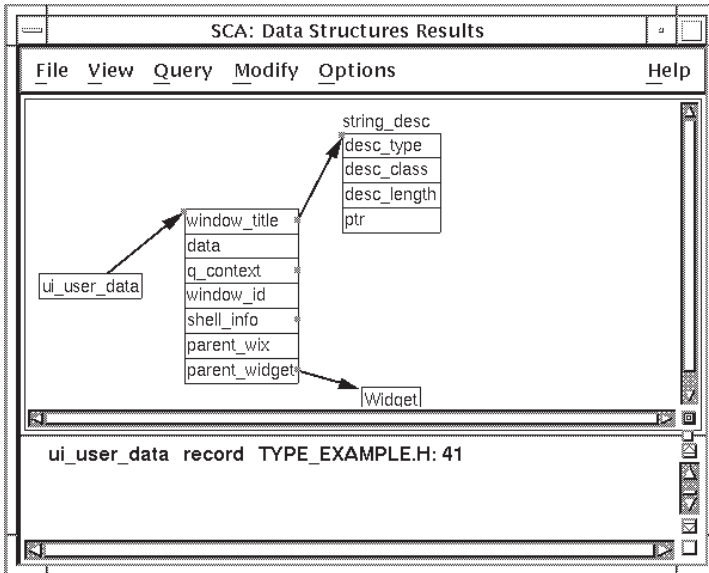 SCA: Data Structures Results
File View Query Modify Options Help
string_desc
desc_type
desc_class
desc_length
ptr
window_title
data
q_context
window_id
shell_info
parent_wix
parent_widget
ui_user_data
Widget
ui_user_data record TYPE_EXAMPLE.H: 41